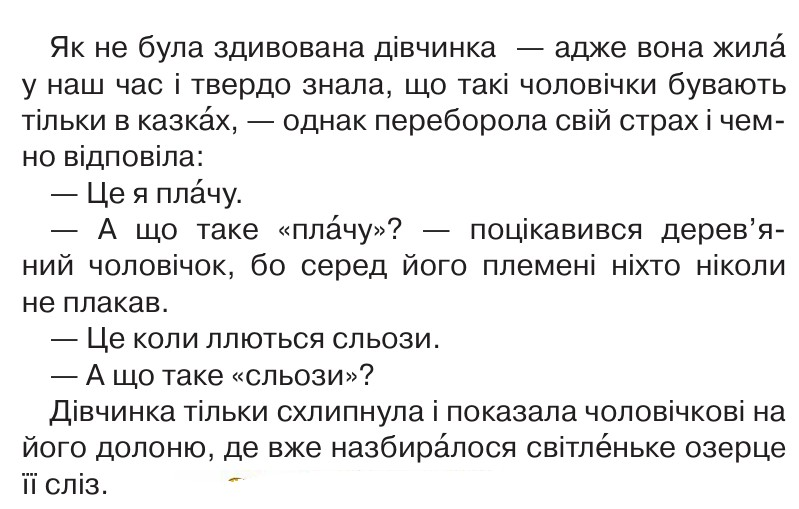 Як не була здивована дівчинка — адже вона жила́
у наш час і твердо знала, що такі чоловічки бувають
тільки в казка́х, — однак переборола свій страх і чем-
но відповіла:
— Це я пла́чу.
— А що таке «пла́чу»? — поцікавився дерев’я-
ний чоловічок, бо серед його племені ніхто ніколи
не плакав.
— Це коли ллються сльози.
— А що таке «сльози»?
Дівчинка тільки схлипнула і показала чоловічкові на
його долоню, де вже назбира́лося світле́ньке озерце
її сліз.